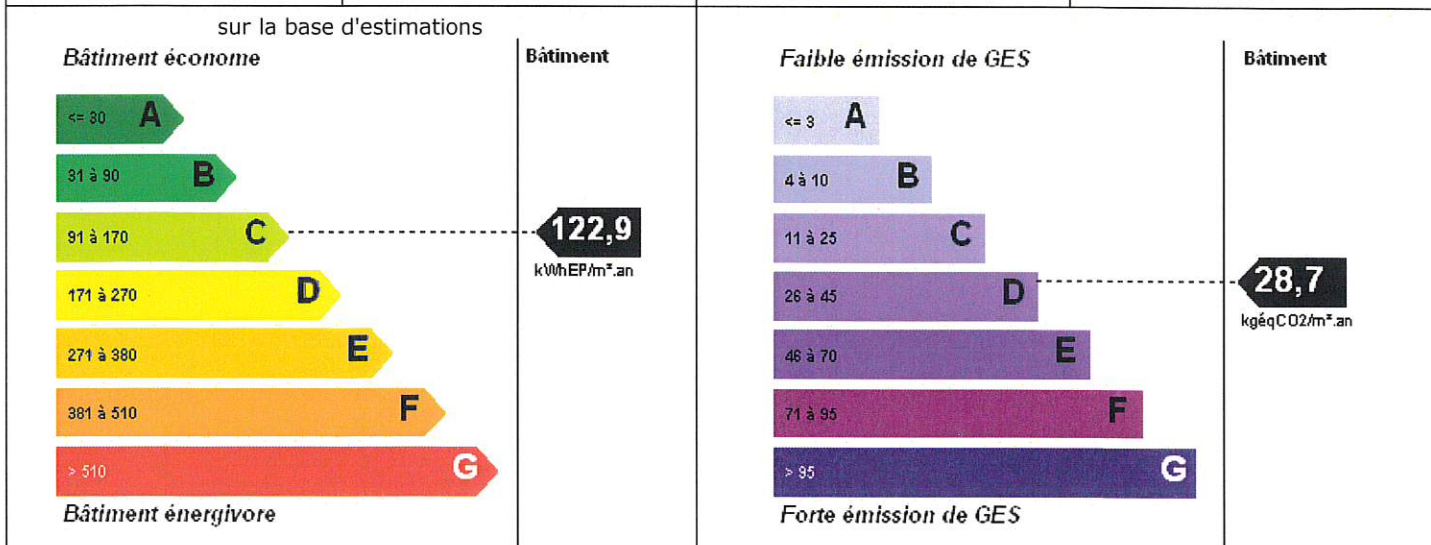 sur la base d'estimations
Bâtiment économe
Bâtiment
<= 30 A
31 à 90 B
91 à 170 C
122,9
kWhEP/m².an
171 à 270 D
271 à 380 E
381 à 510 F
> 510 G
Bâtiment énergivore
Faible émission de GES
Bâtiment
<= 3 A
4 à 10 B
11 à 25 C
26 à 45 D
28,7
kgéqCO2/m².an
46 à 70 E
71 à 95 F
> 95 G
Forte émission de GES